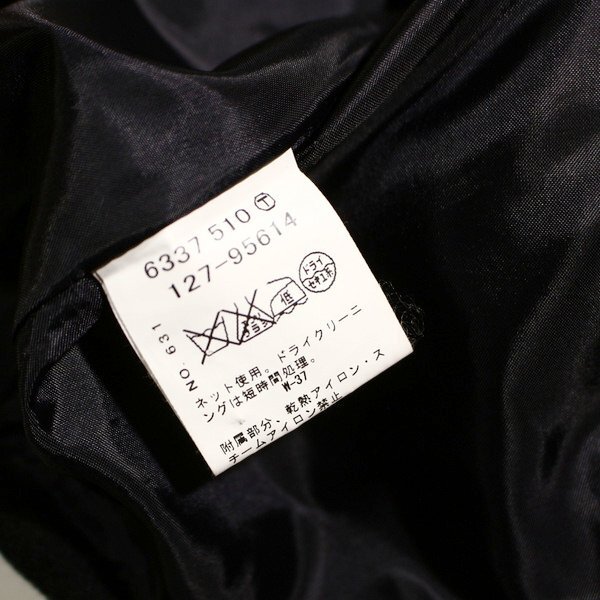 6337 510 Ⓣ
127-95614
NO. 631
低
ドライ
セキユ系
ネット使用。ドライクリーニ
ングは短時間処理。
W-37
附属部分、乾熱アイロン・ス
チームアイロン禁止